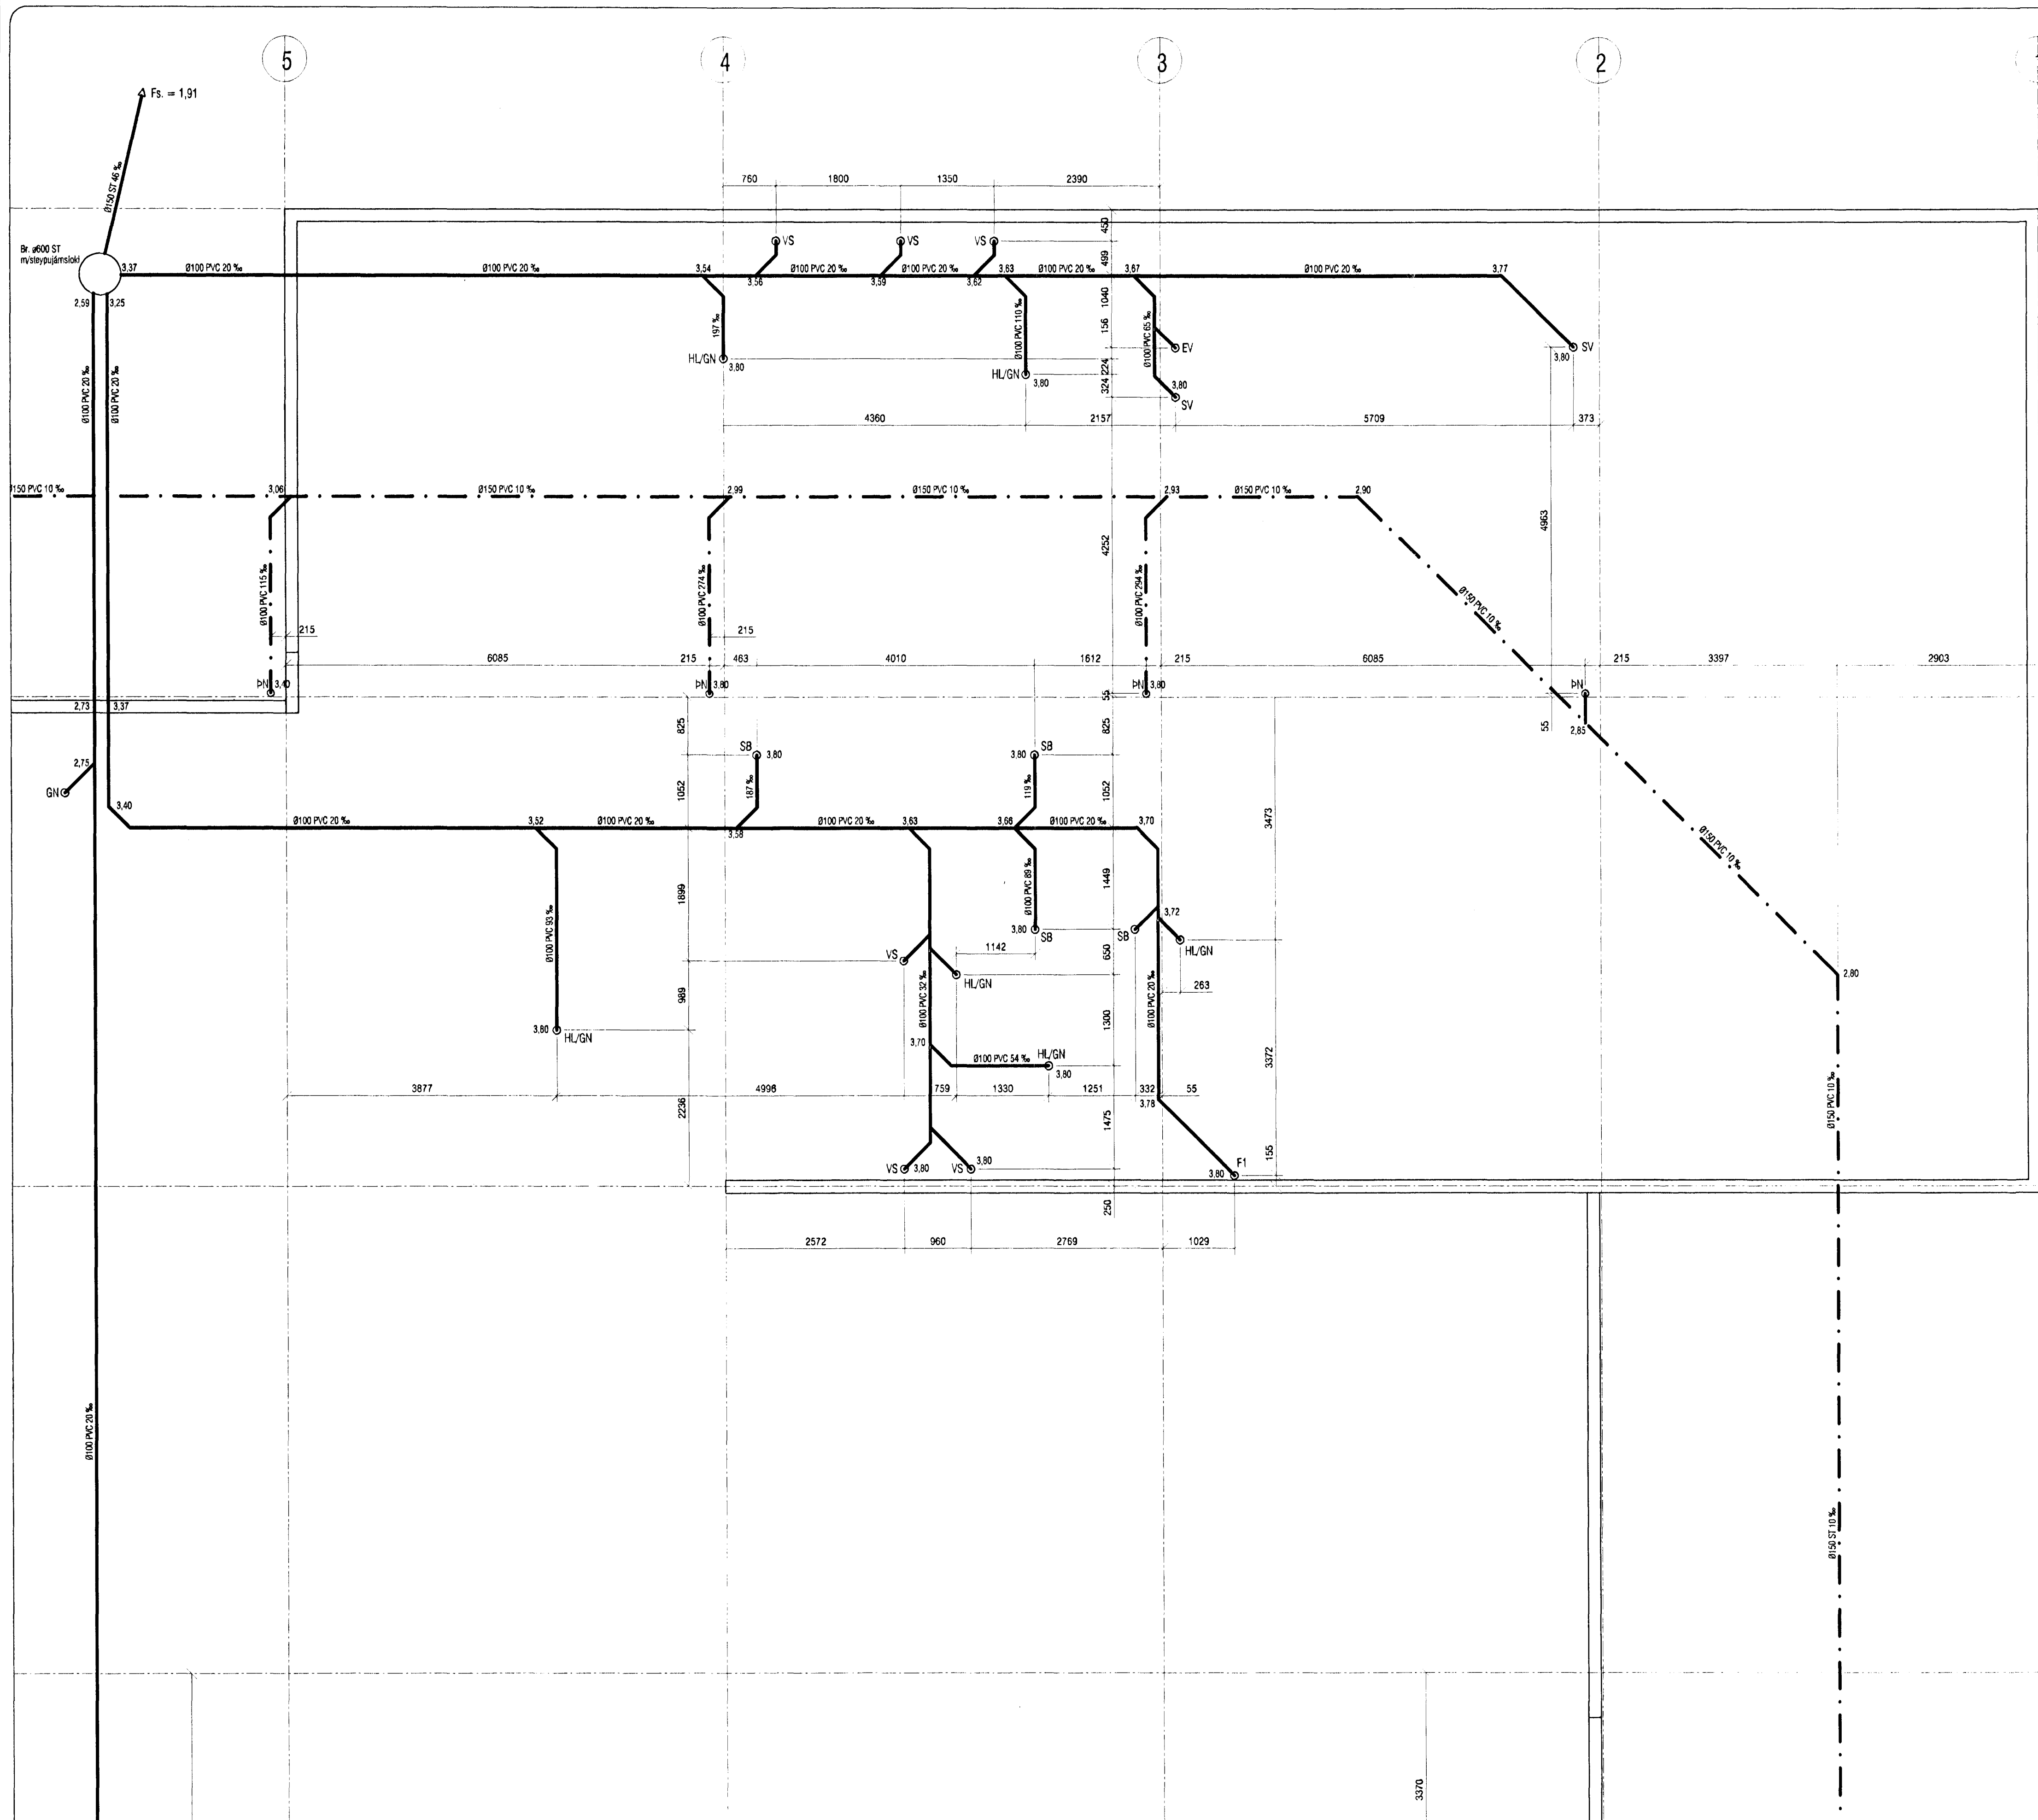 5
4
3
2
Fs. = 1,91
Ø150 ST 46 ‰
Br. ø600 ST
m/steypujárnsloki
760
1800
1350
2390
450
499
1040
156
224
324
VS
VS
VS
3,37
Ø100 PVC 20 ‰
Ø100 PVC 20 ‰
3,54
3,56
Ø100 PVC 20 ‰
3,59
Ø100 PVC 20 ‰
3,62
3,63
Ø100 PVC 20 ‰
3,67
Ø100 PVC 20 ‰
3,77
2,59
3,25
197 ‰
HL/GN
3,80
Ø100 PVC 110 ‰
HL/GN
3,80
Ø100 PVC 65 ‰
EV
3,80
SV
3,80
SV
Ø100 PVC 20 ‰
Ø100 PVC 20 ‰
4360
2157
5709
373
Ø150 PVC 10 ‰
3,06
Ø150 PVC 10 ‰
2,99
Ø150 PVC 10 ‰
2,93
Ø150 PVC 10 ‰
2,90
4252
4963
Ø100 PVC 115 ‰
Ø100 PVC 274 ‰
Ø100 PVC 294 ‰
Ø150 PVC 10 ‰
215
215
6085
215
463
4010
1612
215
6085
215
3397
2903
ÞN
3,40
ÞN
3,80
55
ÞN
3,80
ÞN
2,73
3,37
825
825
55
2,85
SB
3,80
3,80
SB
2,75
GN
1052
187 ‰
119 ‰
1052
3,40
3473
Ø100 PVC 20 ‰
3,52
Ø100 PVC 20 ‰
3,58
Ø100 PVC 20 ‰
3,63
3,66
Ø100 PVC 20 ‰
3,70
Ø150 PVC 10 ‰
1899
Ø100 PVC 89 ‰
1449
Ø100 PVC 93 ‰
3,80
SB
SB
3,72
HL/GN
1142
650
VS
HL/GN
2,80
989
Ø100 PVC 32 ‰
Ø100 PVC 20 ‰
263
3,80
HL/GN
1300
3,70
Ø100 PVC 54 ‰
HL/GN
3,80
3372
3877
4996
759
1330
1251
332
55
3,78
2236
1475
Ø150 PVC 10 ‰
VS
3,80
VS
3,80
155
F1
3,80
250
2572
960
2769
1029
Ø100 PVC 20 ‰
Ø150 ST 10 ‰
3370